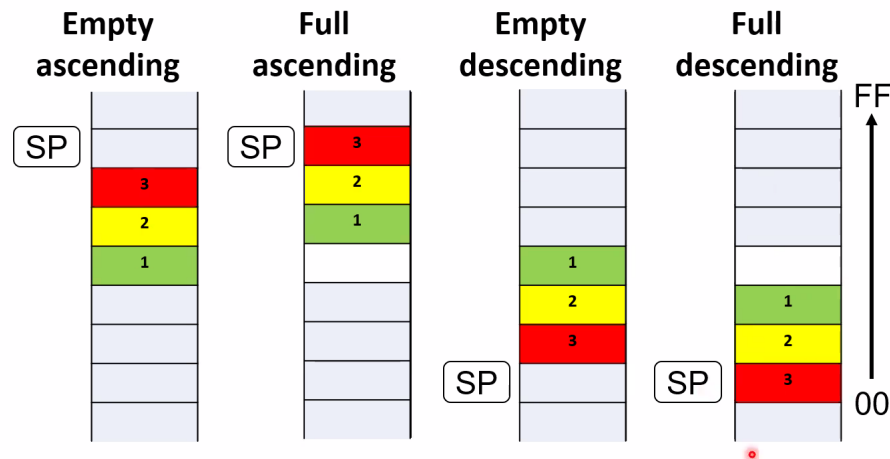 Empty
ascending
Full
ascending
Empty
descending
Full
descending
FF
SP
3
2
1
SP
3
2
1
1
2
3
SP
1
2
3
SP
00